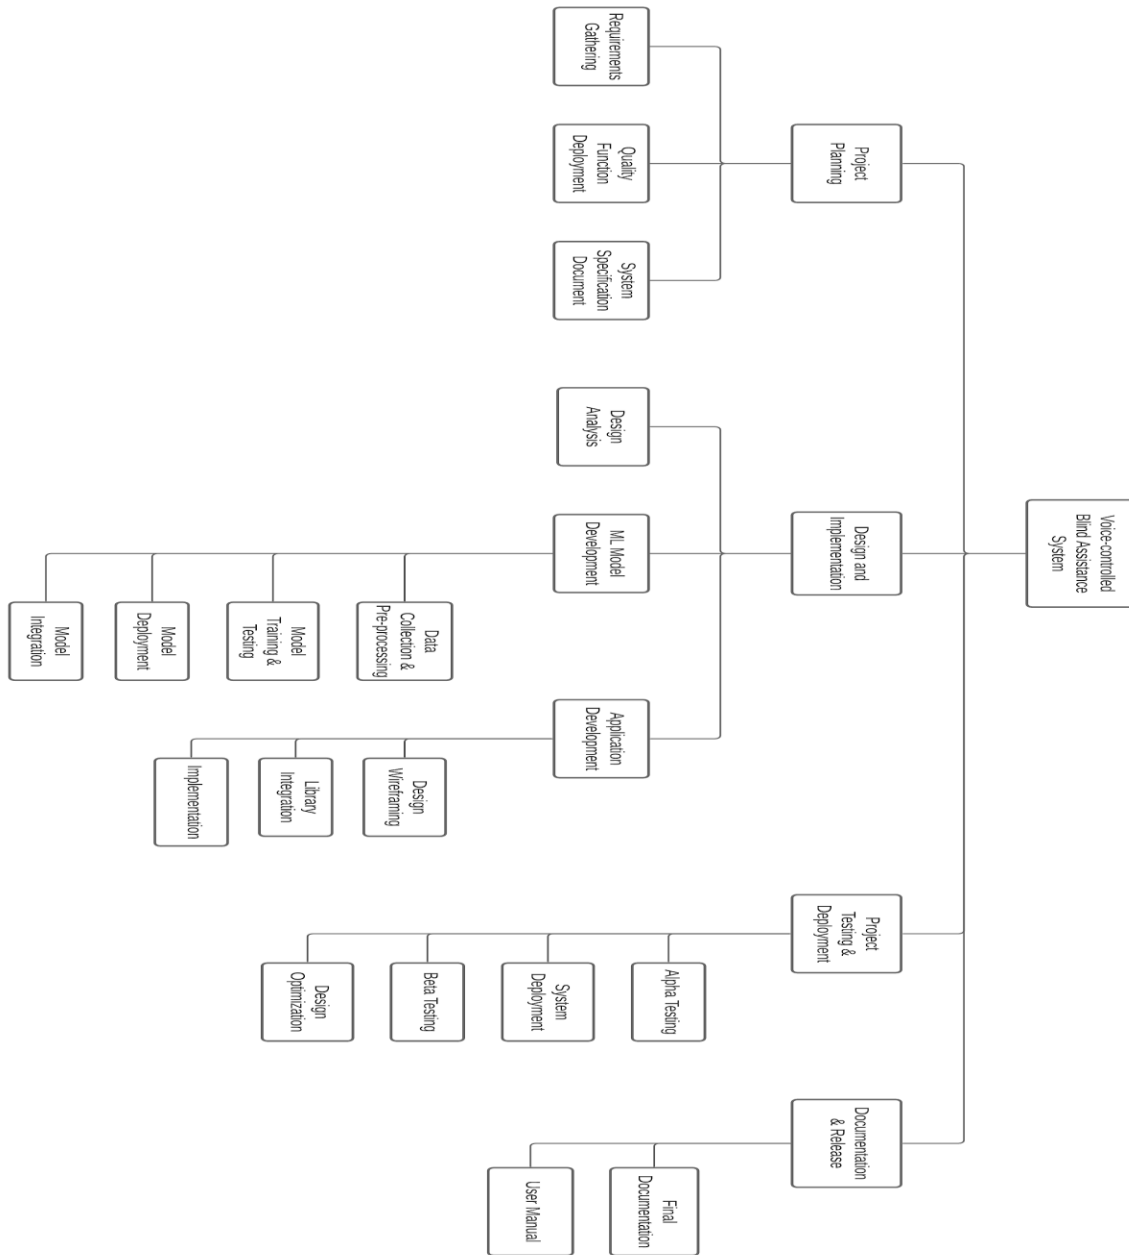 Voice-controlled
Blind Assistance
System
Project
Planning
Requirements
Gathering
Quality
Function
Deployment
System
Specification
Document
Design and
Implementation
Design
Analysis
ML Model
Development
Data
Collection &
Pre-processing
Model
Training &
Testing
Model
Deployment
Model
Integration
Application
Development
Design
Wireframing
Library
Integration
Implementation
Project
Testing &
Deployment
Alpha Testing
System
Deployment
Beta Testing
Design
Optimization
Documentation
& Release
Final
Documentation
User Manual